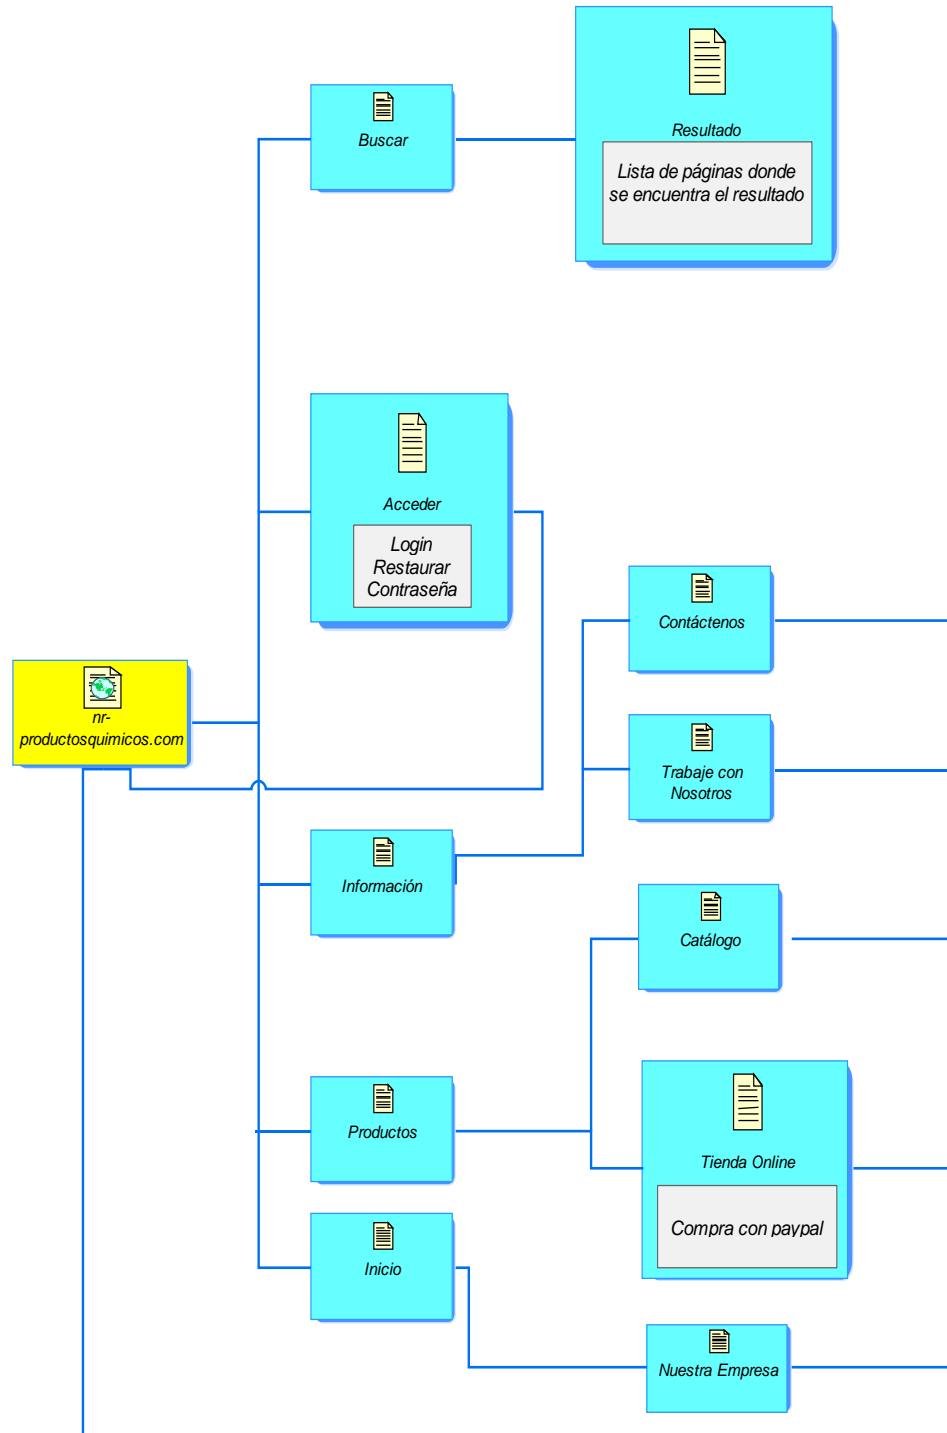 Resultado
Lista de páginas donde
se encuentra el resultado
Buscar
Acceder
Login
Restaurar
Contraseña
Contáctenos
nr-
productosquimicos.com
Trabaje con
Nosotros
Información
Catálogo
Productos
Tienda Online
Compra con paypal
Inicio
Nuestra Empresa